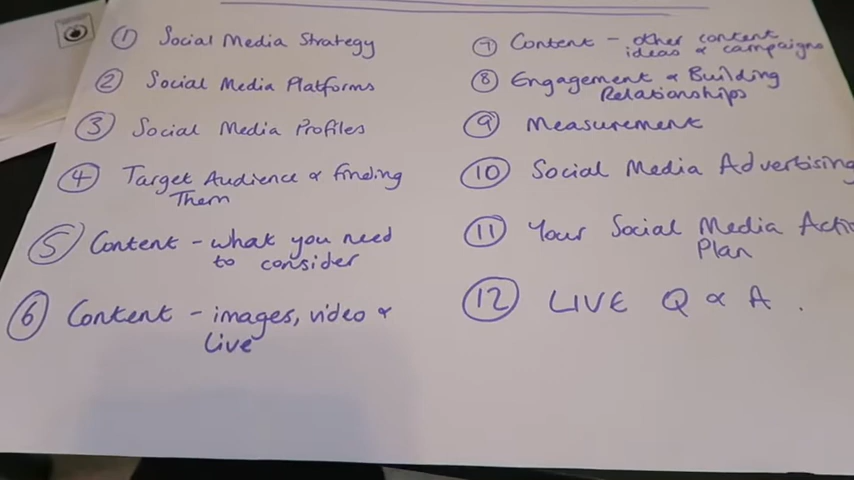 ① Social Media Strategy
② Social Media Platforms
③ Social Media Profiles
④ Target Audience & Finding
Them
⑤ Content - what you need
to consider
⑥ Content - images, video &
live
⑦ Content - other content
ideas & campaigns
⑧ Engagement & Building
Relationships
⑨ Measurement
⑩ Social Media Advertising
⑪ Your Social Media Actio
Plan
⑫ LIVE Q & A .